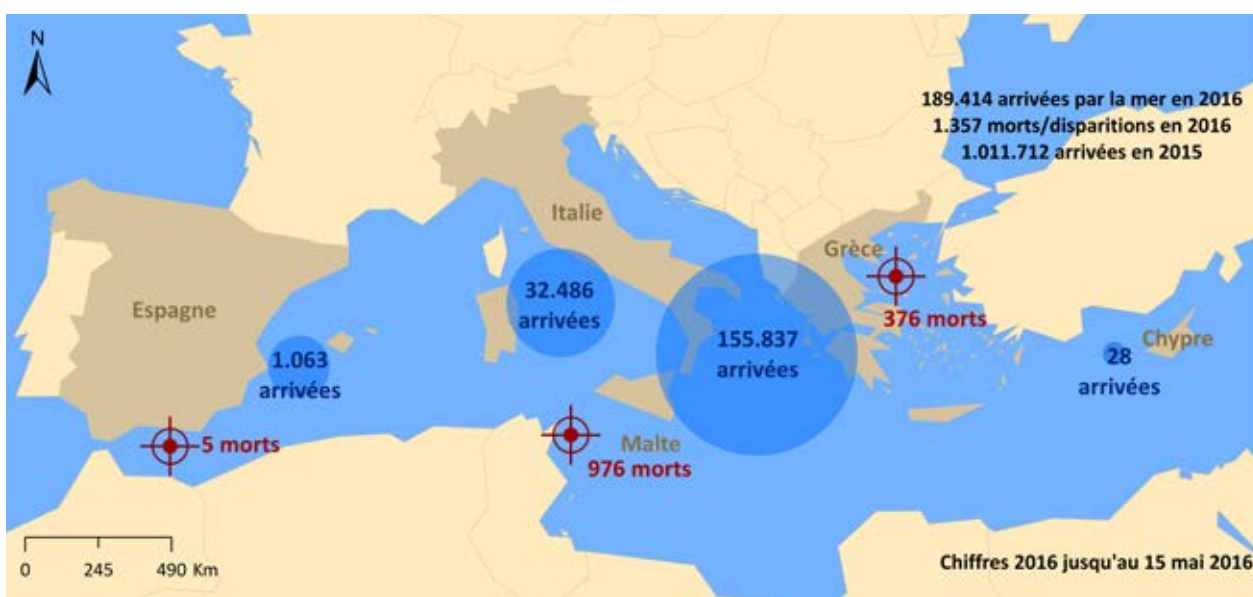 N
189.414 arrivées par la mer en 2016
1.357 morts/disparitions en 2016
1.011.712 arrivées en 2015
Italie
Grèce
Espagne
32.486
arrivées
376 morts
155.837
arrivées
Chypre
28
arrivées
1.063
arrivées
5 morts
Malte
976 morts
0 245 490 Km
Chiffres 2016 jusqu'au 15 mai 2016